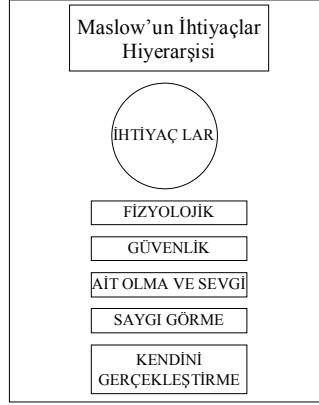 Maslow'un İhtiyaçlar
Hiyerarşisi
İHTİYAÇ LAR
FİZYOLOJİK
GÜVENLİK
AİT OLMA VE SEVGİ
SAYGI GÖRME
KENDİNİ
GERÇEKLEŞTİRME